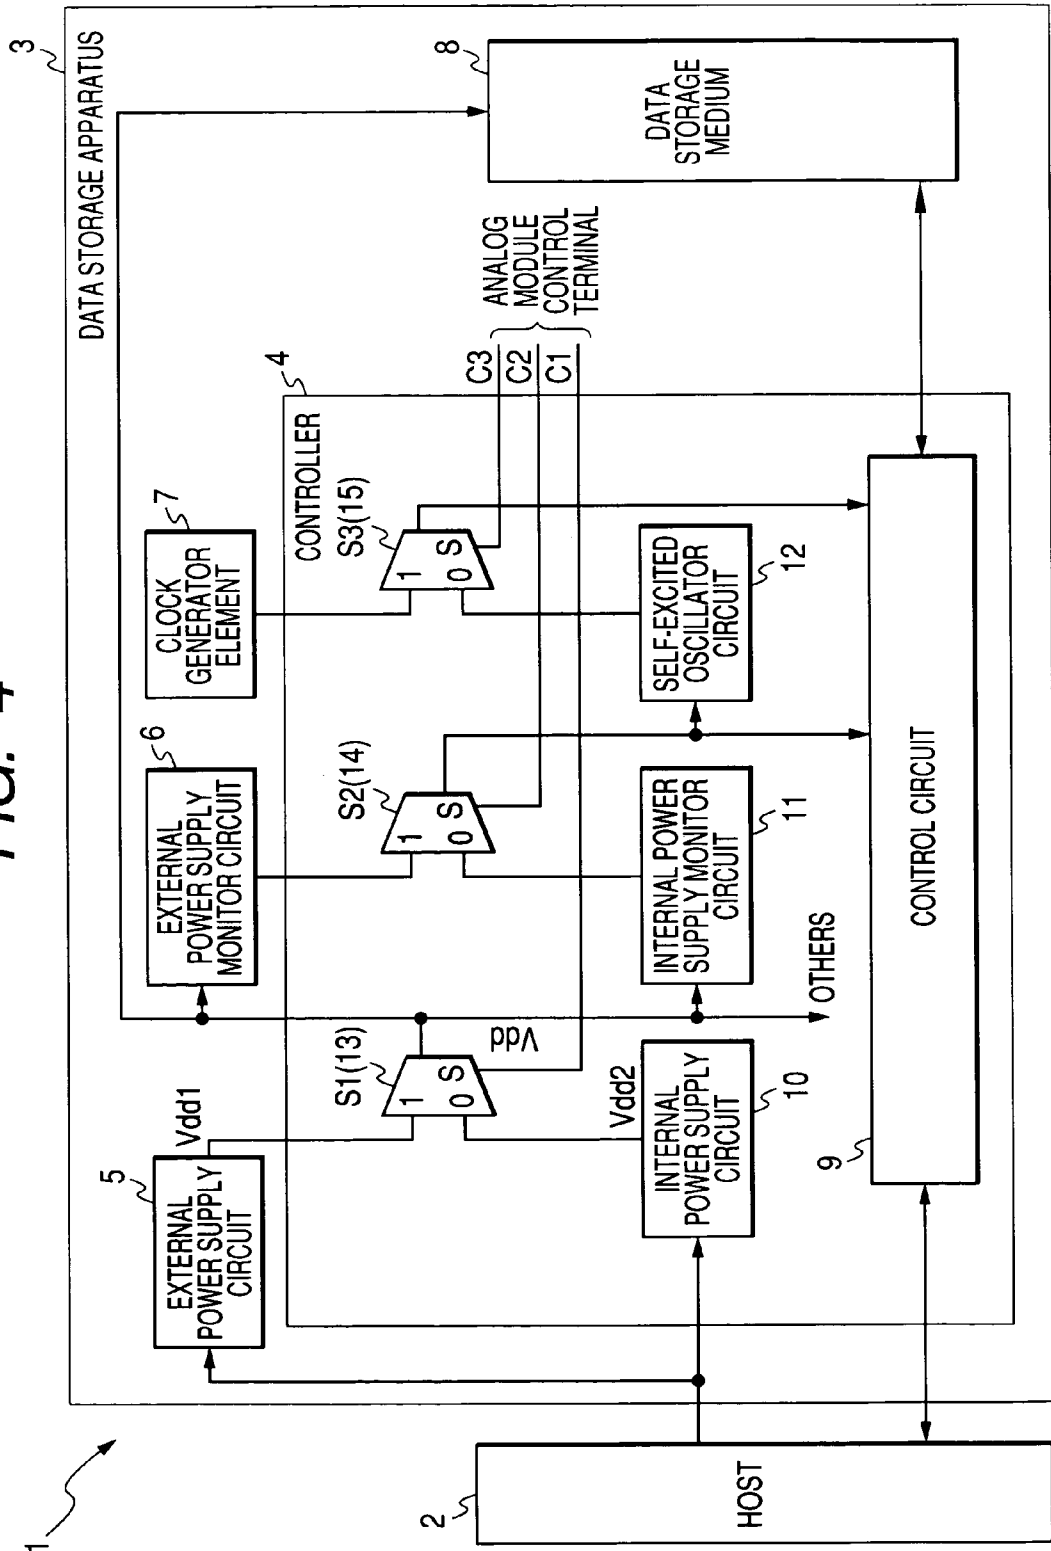 FIG. 4
1
3
DATA STORAGE APPARATUS
2
HOST
5
EXTERNAL
POWER SUPPLY
CIRCUIT
Vdd1
6
EXTERNAL
POWER SUPPLY
MONITOR CIRCUIT
7
CLOCK
GENERATOR
ELEMENT
8
DATA
STORAGE
MEDIUM
4
CONTROLLER
S1(13)
1
0
S
Vdd
S2(14)
1
0
S
S3(15)
1
0
S
C3
C2
C1
ANALOG
MODULE
CONTROL
TERMINAL
Vdd2
INTERNAL
POWER SUPPLY
CIRCUIT
10
INTERNAL POWER
SUPPLY MONITOR
CIRCUIT
11
SELF-EXCITED
OSCILLATOR
CIRCUIT
12
OTHERS
9
CONTROL CIRCUIT